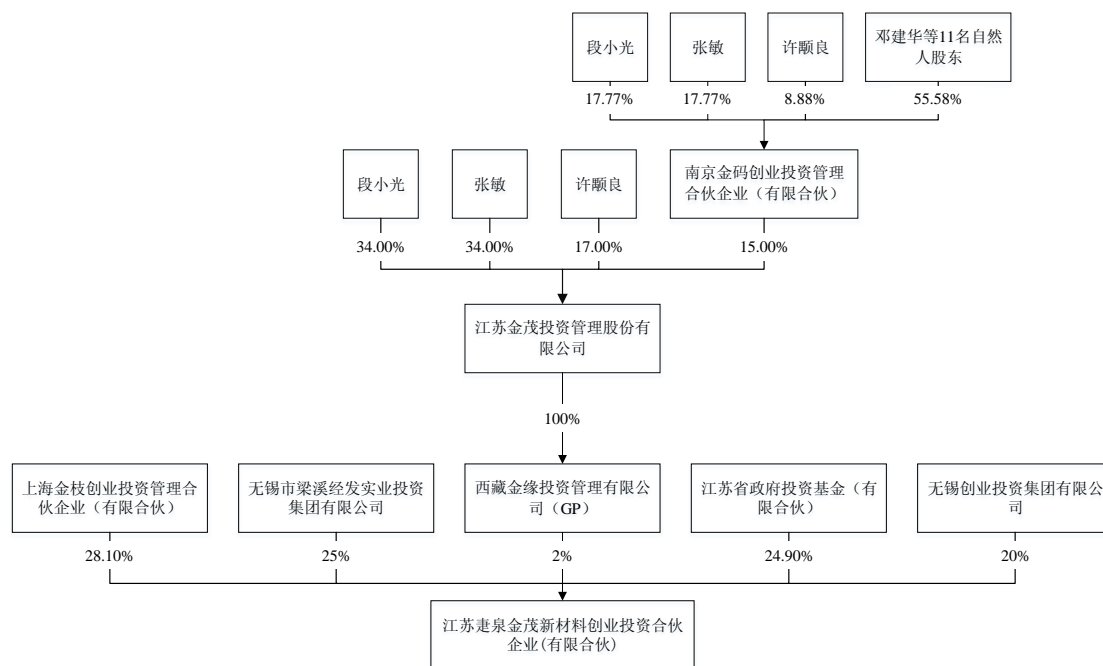 段小光
张敏
许颙良
邓建华等11名自然
人股东
17.77%
17.77%
8.88%
55.58%
段小光
张敏
许颙良
南京金码创业投资管理
合伙企业（有限合伙）
34.00%
34.00%
17.00%
15.00%
江苏金茂投资管理股份有
限公司
100%
上海金枝创业投资管理合
伙企业（有限合伙）
无锡市梁溪经发实业投资
集团有限公司
西藏金缘投资管理有限公
司（GP）
江苏省政府投资基金（有
限合伙）
无锡创业投资集团有限公
司
28.10%
25%
2%
24.90%
20%
江苏疌泉金茂新材料创业投资合伙
企业(有限合伙)